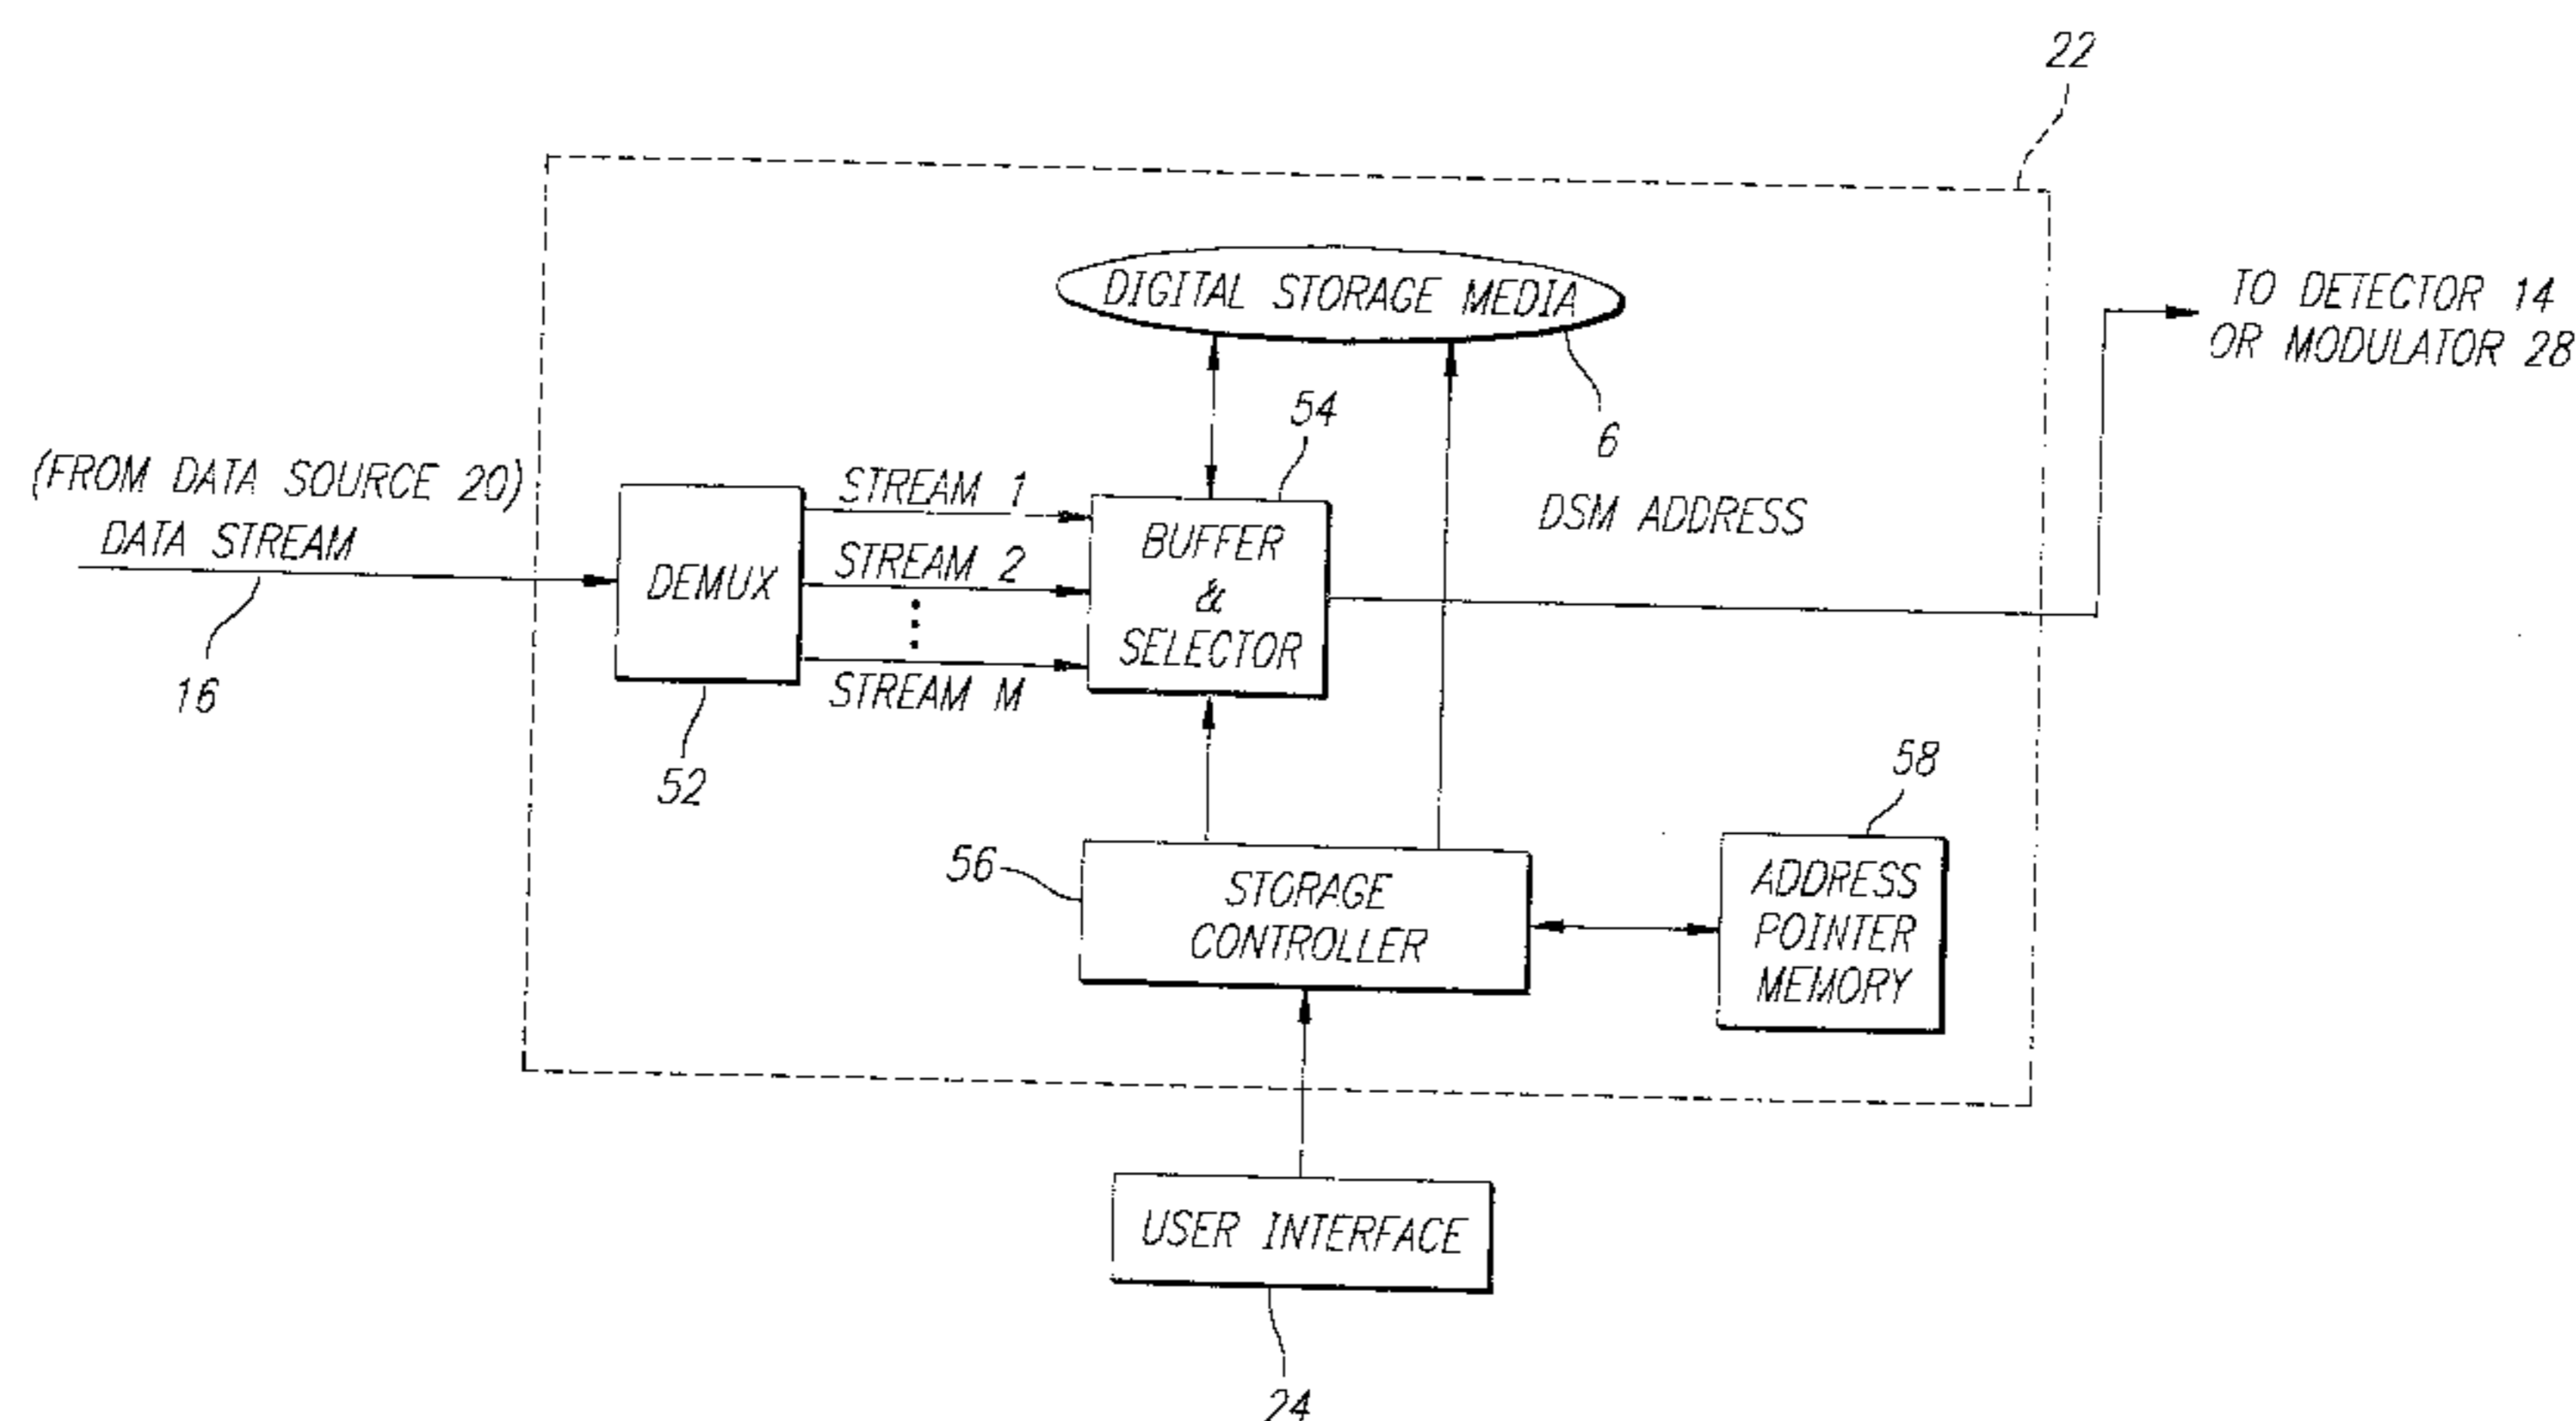 22
DIGITAL STORAGE MEDIA
TO DETECTOR 14
OR MODULATOR 28
54
6
(FROM DATA SOURCE 20)
DATA STREAM
16
DEMUX
52
STREAM 1
STREAM 2
STREAM M
BUFFER
&
SELECTOR
DSM ADDRESS
56
STORAGE
CONTROLLER
58
ADDRESS
POINTER
MEMORY
USER INTERFACE
24